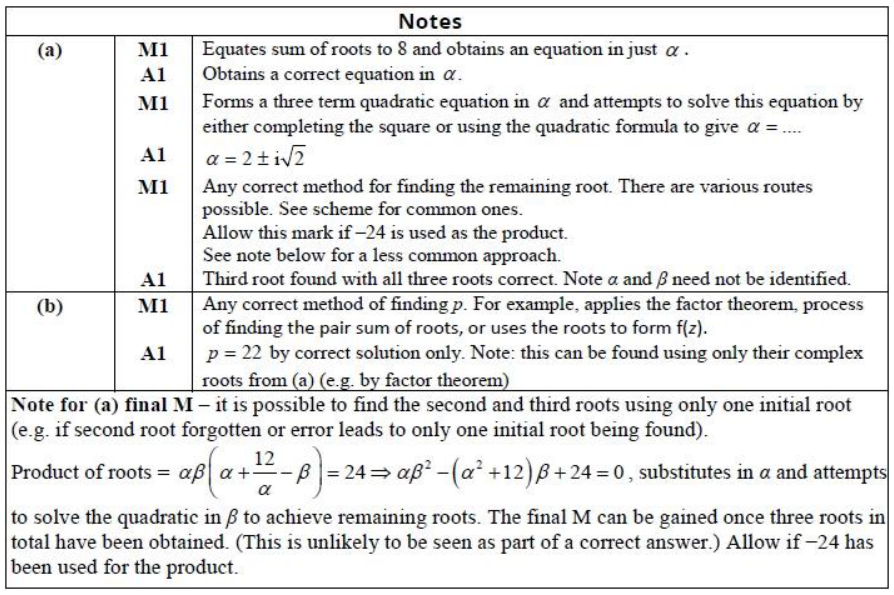 Notes
(a) M1 Equates sum of roots to 8 and obtains an equation in just α .
A1 Obtains a correct equation in α.
M1 Forms a three term quadratic equation in α and attempts to solve this equation by
either completing the square or using the quadratic formula to give α = ....
A1 α = 2 ± i√2
M1 Any correct method for finding the remaining root. There are various routes
possible. See scheme for common ones.
Allow this mark if −24 is used as the product.
See note below for a less common approach.
A1 Third root found with all three roots correct. Note α and β need not be identified.
(b) M1 Any correct method of finding p. For example, applies the factor theorem, process
of finding the pair sum of roots, or uses the roots to form f(z).
A1 p = 22 by correct solution only. Note: this can be found using only their complex
roots from (a) (e.g. by factor theorem)
Note for (a) final M – it is possible to find the second and third roots using only one initial root
(e.g. if second root forgotten or error leads to only one initial root being found).
Product of roots = αβ(α + 12/α − β) = 24 ⇒ αβ² − (α² + 12)β + 24 = 0 , substitutes in α and attempts
to solve the quadratic in β to achieve remaining roots. The final M can be gained once three roots in
total have been obtained. (This is unlikely to be seen as part of a correct answer.) Allow if −24 has
been used for the product.